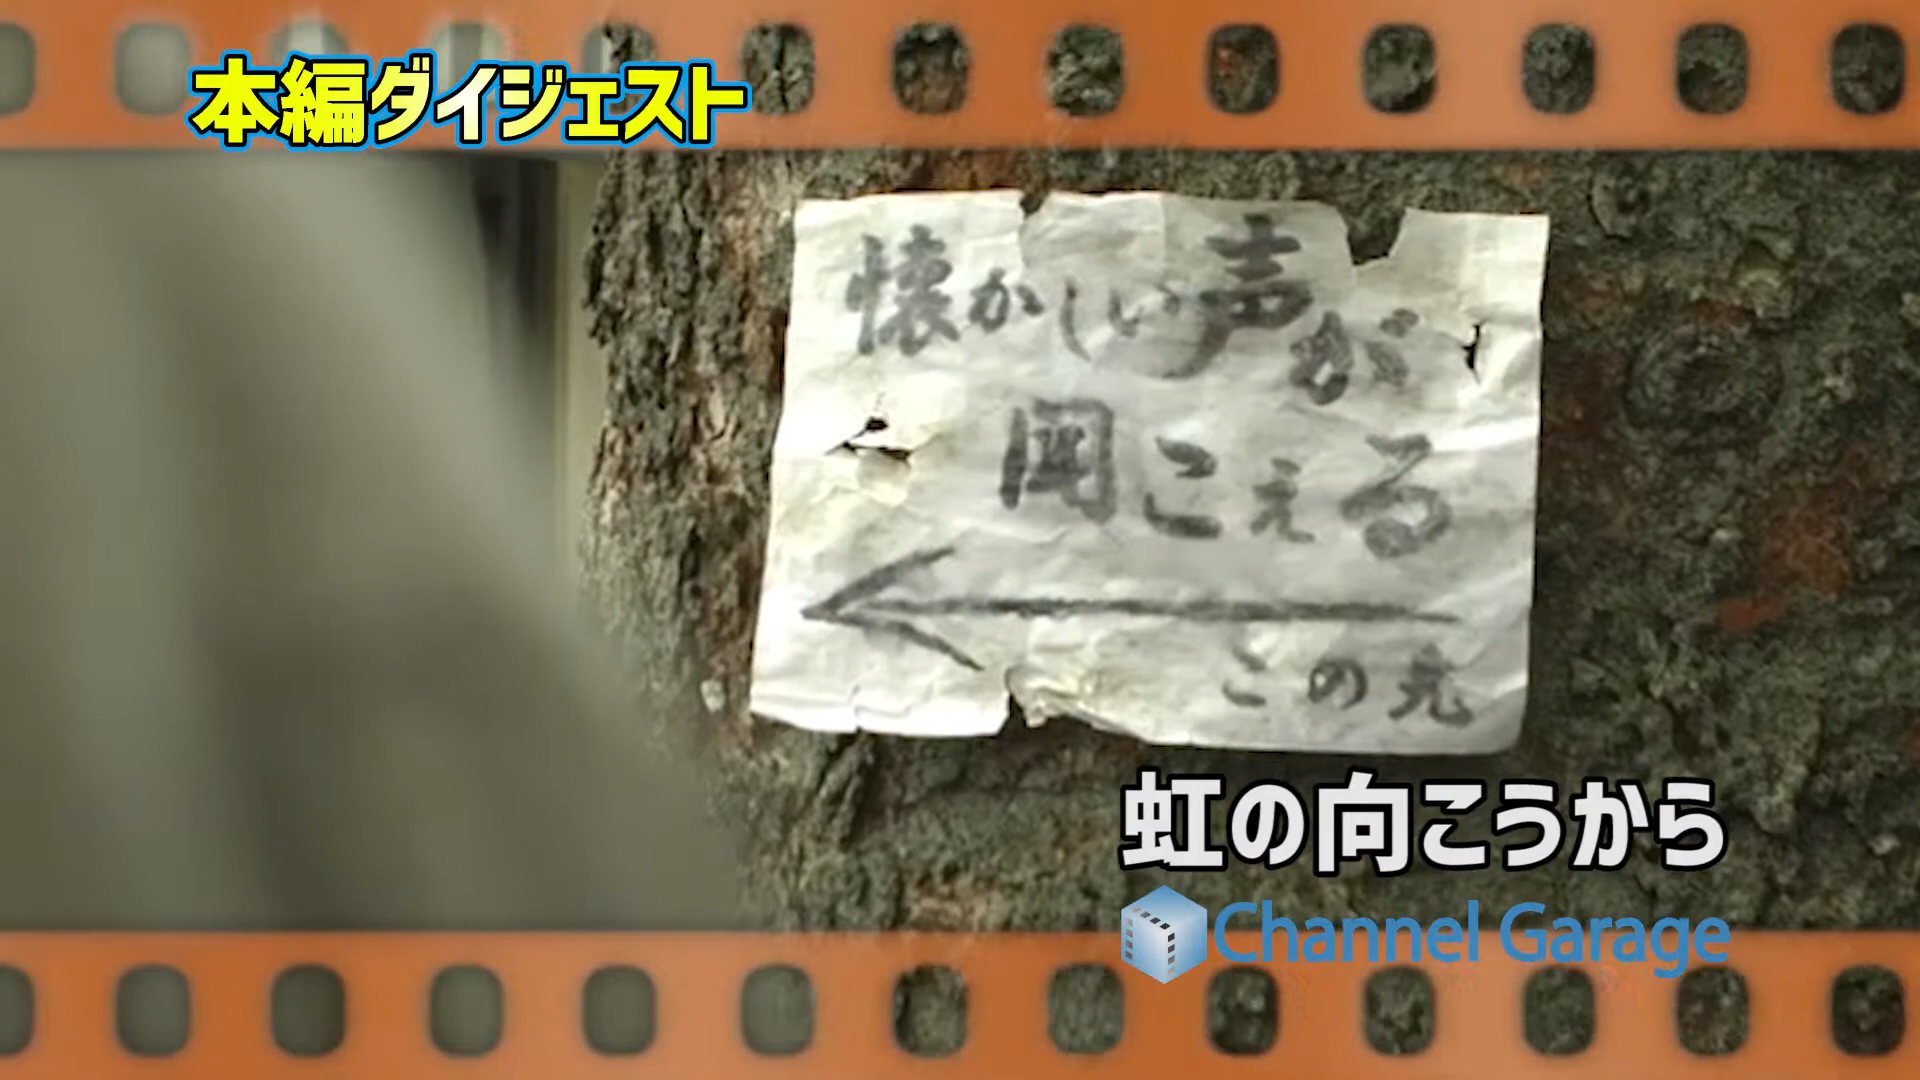 本編ダイジェスト
懐かしい声が
聞こえる
この先
虹の向こうから
Channel Garage